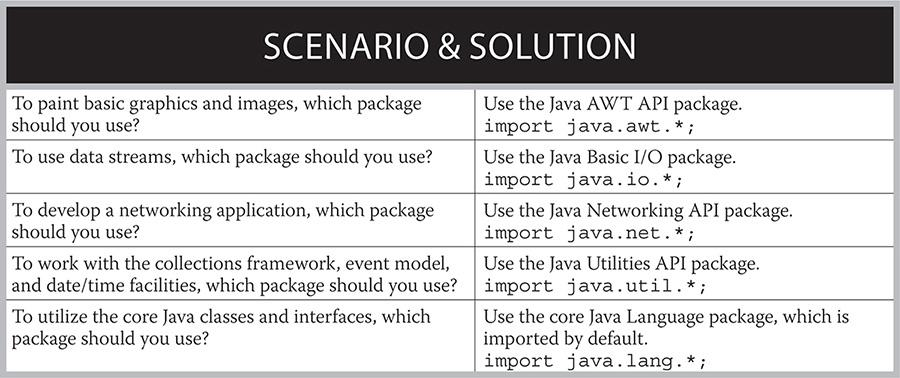 SCENARIO & SOLUTION
To paint basic graphics and images, which package
should you use?
Use the Java AWT API package.
import java.awt.*;
To use data streams, which package should you use?
Use the Java Basic I/O package.
import java.io.*;
To develop a networking application, which package
should you use?
Use the Java Networking API package.
import java.net.*;
To work with the collections framework, event model,
and date/time facilities, which package should you use?
Use the Java Utilities API package.
import java.util.*;
To utilize the core Java classes and interfaces, which
package should you use?
Use the core Java Language package, which is
imported by default.
import java.lang.*;